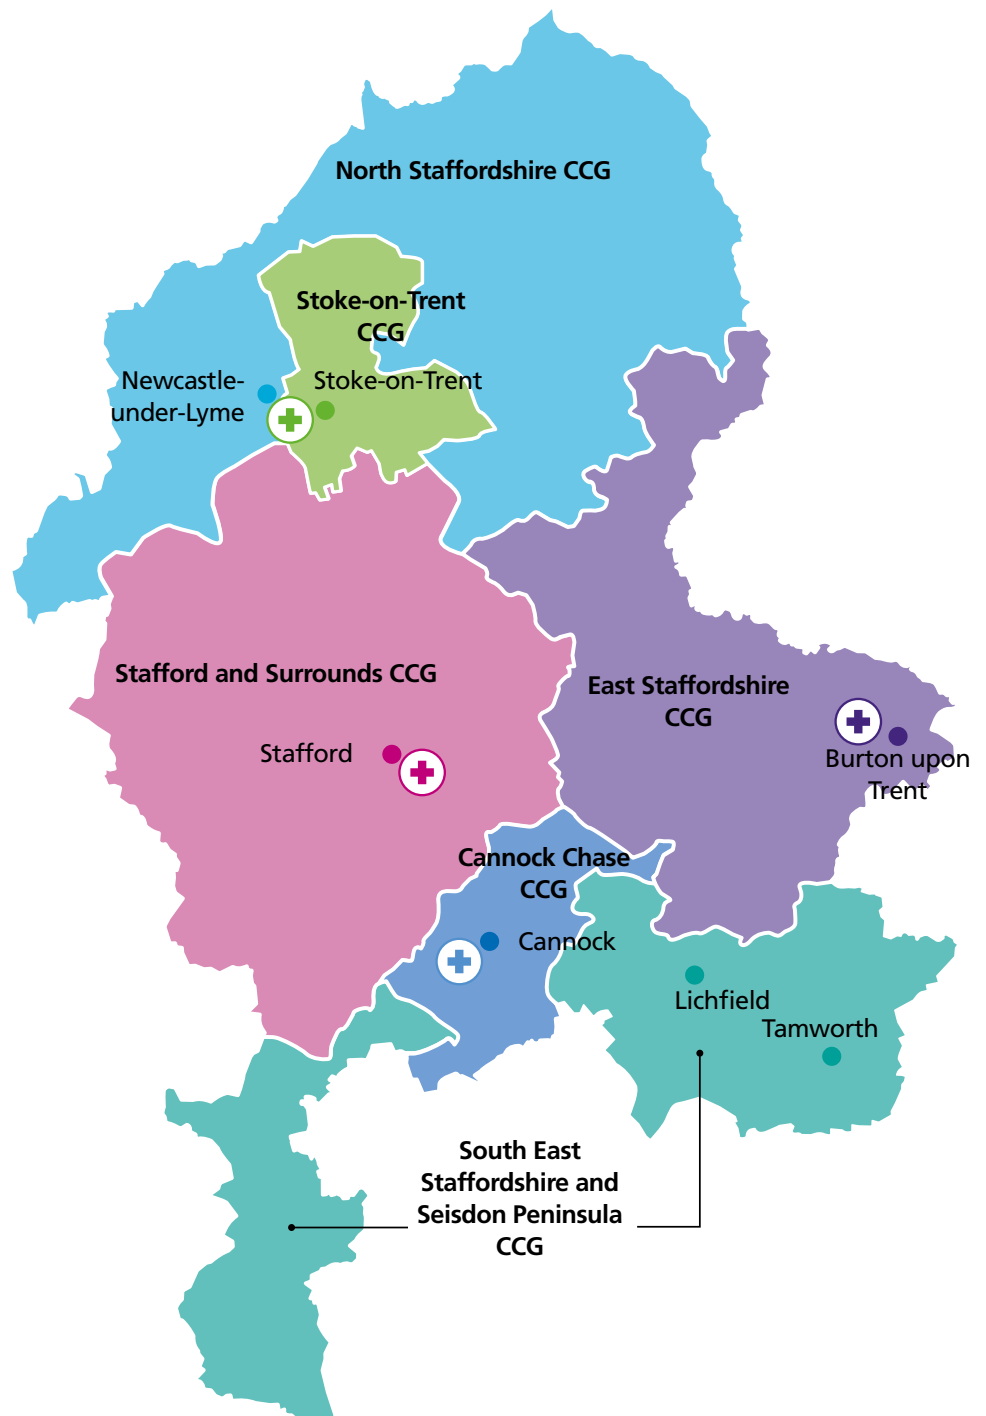 North Staffordshire CCG
Stoke-on-Trent
CCG
Newcastle-
under-Lyme
Stoke-on-Trent
Stafford and Surrounds CCG
East Staffordshire
CCG
Stafford
Burton upon
Trent
Cannock Chase
CCG
Cannock
Lichfield
Tamworth
South East
Staffordshire and
Seisdon Peninsula
CCG